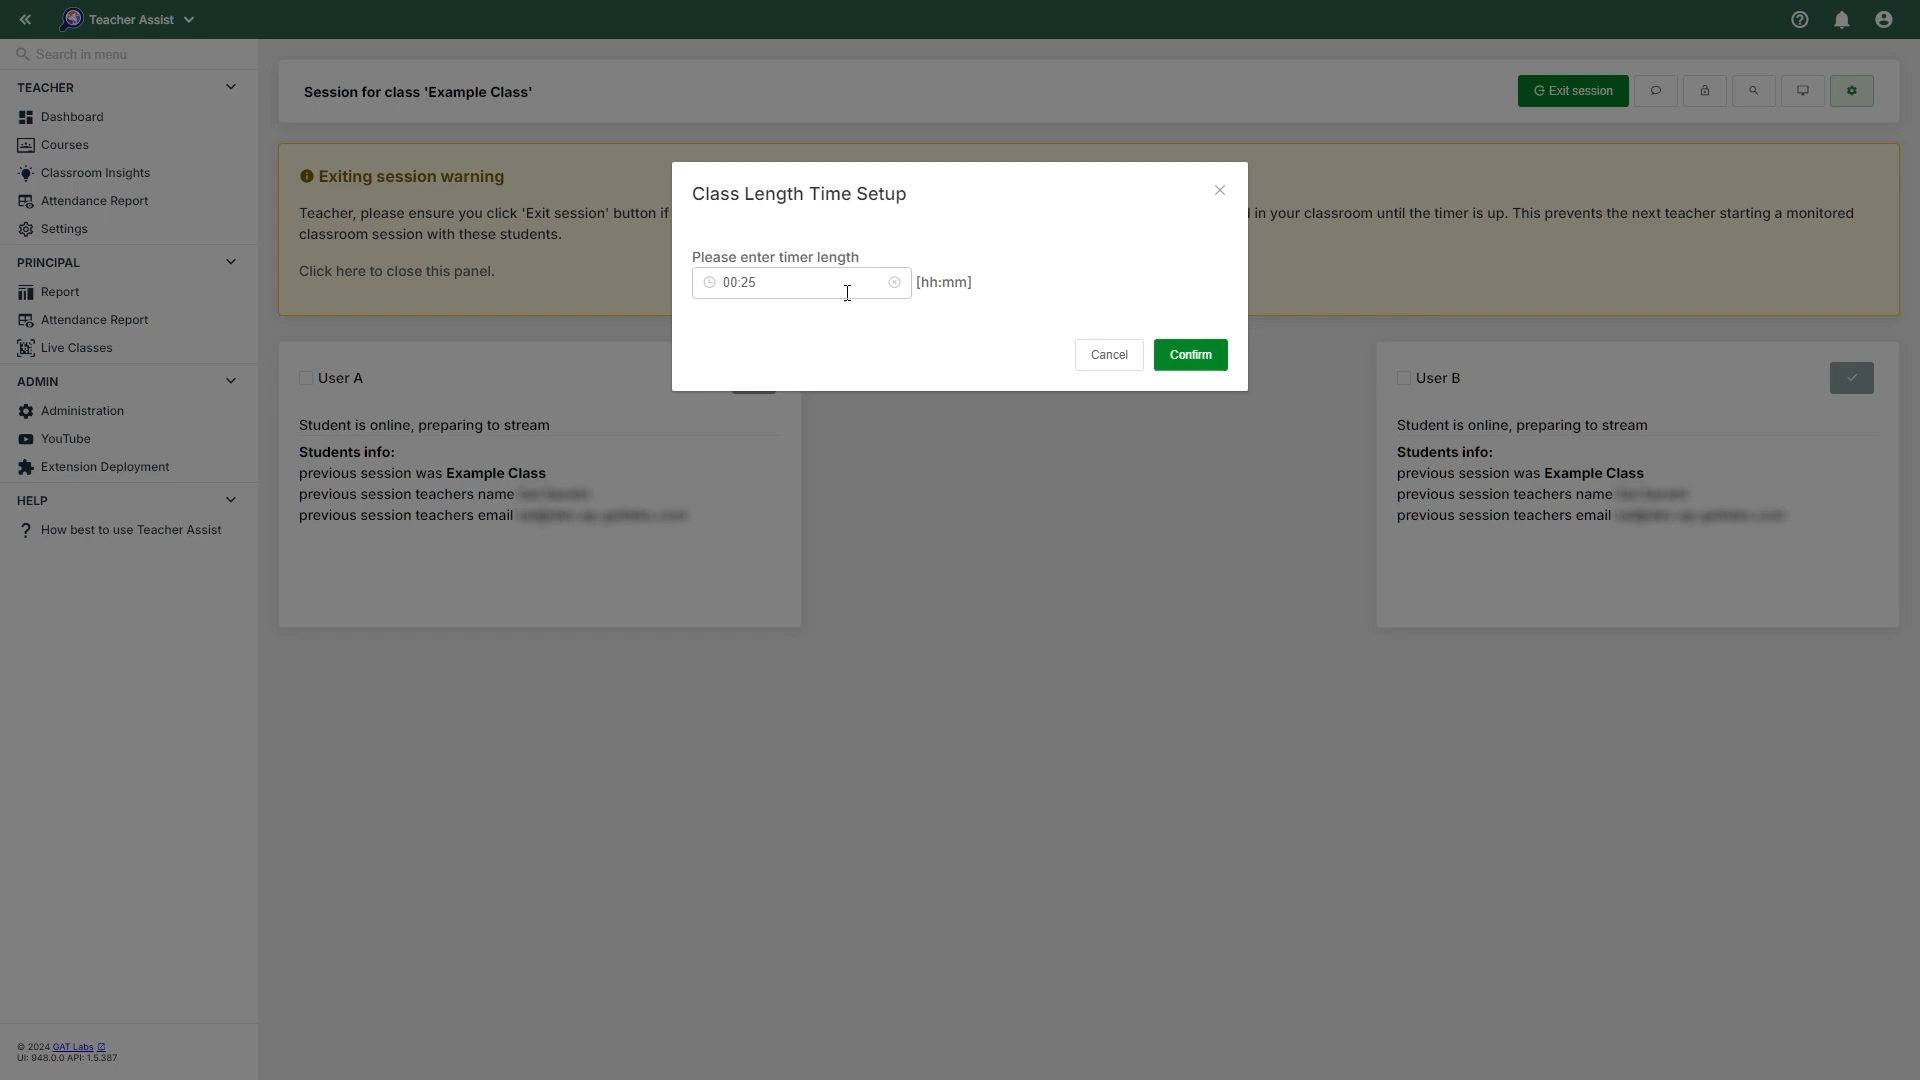 Teacher Assist
Search in menu
TEACHER
Dashboard
Courses
Classroom Insights
Attendance Report
Settings
PRINCIPAL
Report
Attendance Report
Live Classes
ADMIN
Administration
YouTube
Extension Deployment
HELP
How best to use Teacher Assist
© 2024 GAT Labs
UI: 948.0.0 API: 1.5.387
Session for class 'Example Class'
Exit session
Exiting session warning
Teacher, please ensure you click 'Exit session' button if
in your classroom until the timer is up. This prevents the next teacher starting a monitored
classroom session with these students.
Click here to close this panel.
Class Length Time Setup
Please enter timer length
00:25
[hh:mm]
Cancel
Confirm
User A
Student is online, preparing to stream
Students info:
previous session was Example Class
previous session teachers name
previous session teachers email
User B
Student is online, preparing to stream
Students info:
previous session was Example Class
previous session teachers name
previous session teachers email